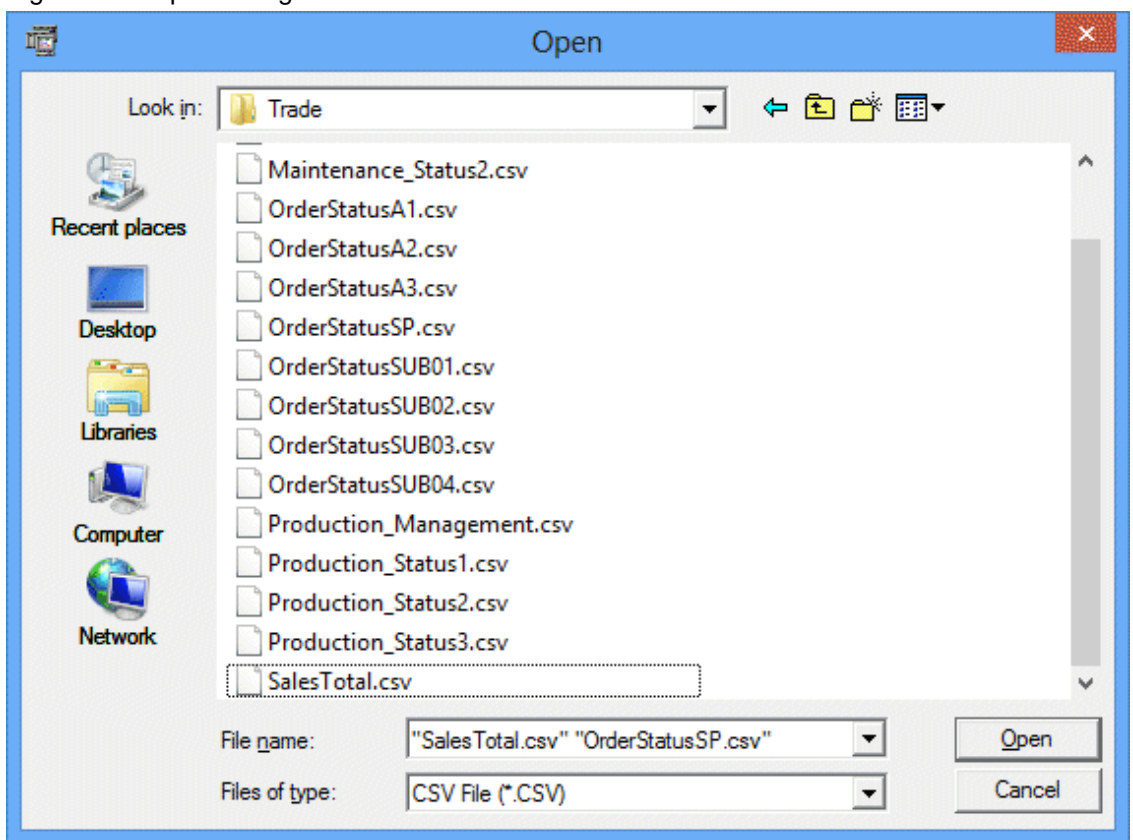 Open
Look in:
Trade
Recent places
Desktop
Libraries
Computer
Network
Maintenance_Status2.csv
OrderStatusA1.csv
OrderStatusA2.csv
OrderStatusA3.csv
OrderStatusSP.csv
OrderStatusSUB01.csv
OrderStatusSUB02.csv
OrderStatusSUB03.csv
OrderStatusSUB04.csv
Production_Management.csv
Production_Status1.csv
Production_Status2.csv
Production_Status3.csv
SalesTotal.csv
File name: "SalesTotal.csv" "OrderStatusSP.csv" Open
Files of type: CSV File (*.CSV) Cancel